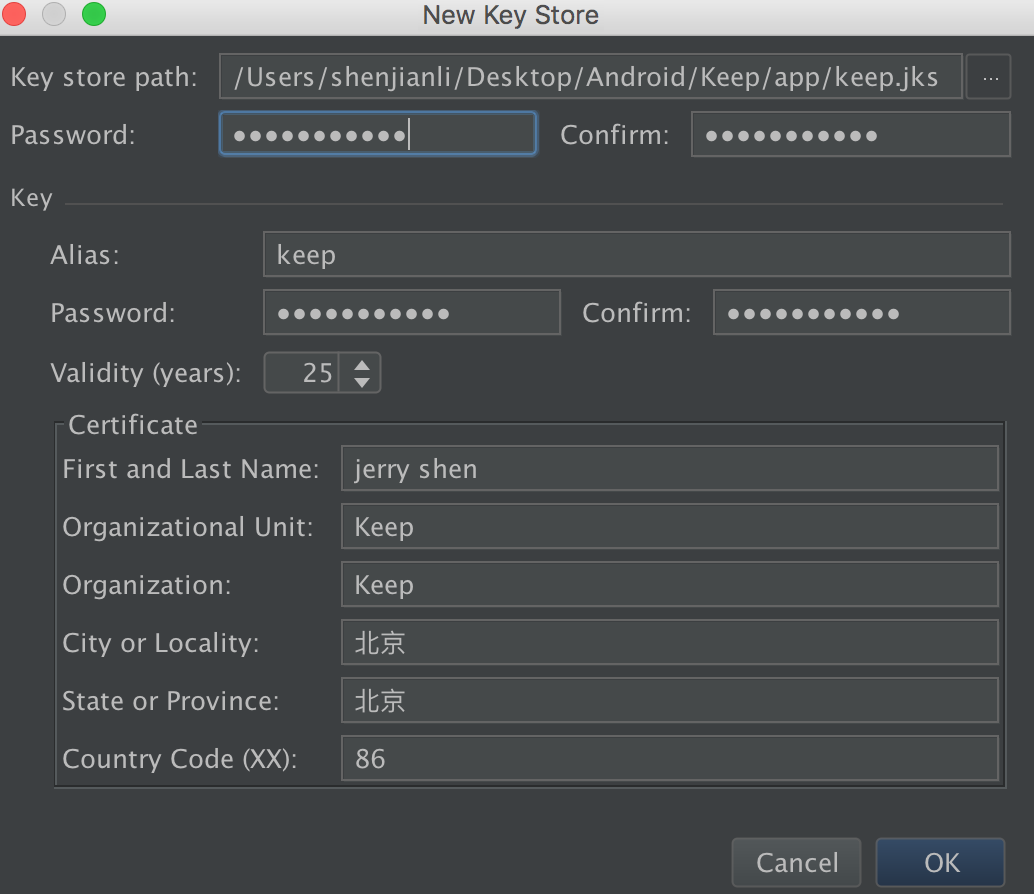 New Key Store
Key store path: /Users/shenjianli/Desktop/Android/Keep/app/keep.jks ...
Password: ●●●●●●●●●●● Confirm: ●●●●●●●●●●●
Key
Alias: keep
Password: ●●●●●●●●●●● Confirm: ●●●●●●●●●●●
Validity (years): 25
Certificate
First and Last Name: jerry shen
Organizational Unit: Keep
Organization: Keep
City or Locality: 北京
State or Province: 北京
Country Code (XX): 86
Cancel OK